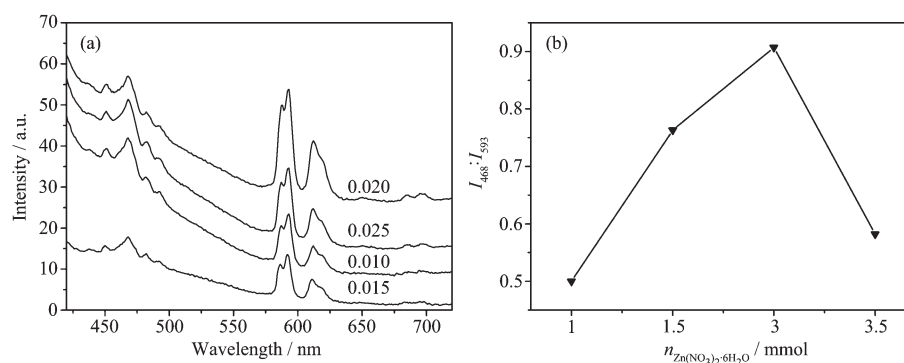 (a)
Intensity / a.u.
70
60
50
40
30
20
10
0
0.020
0.025
0.010
0.015
450 500 550 600 650 700
Wavelength / nm
(b)
I468:I593
0.9
0.8
0.7
0.6
0.5
1 1.5 3 3.5
nZn(NO3)2·6H2O / mmol